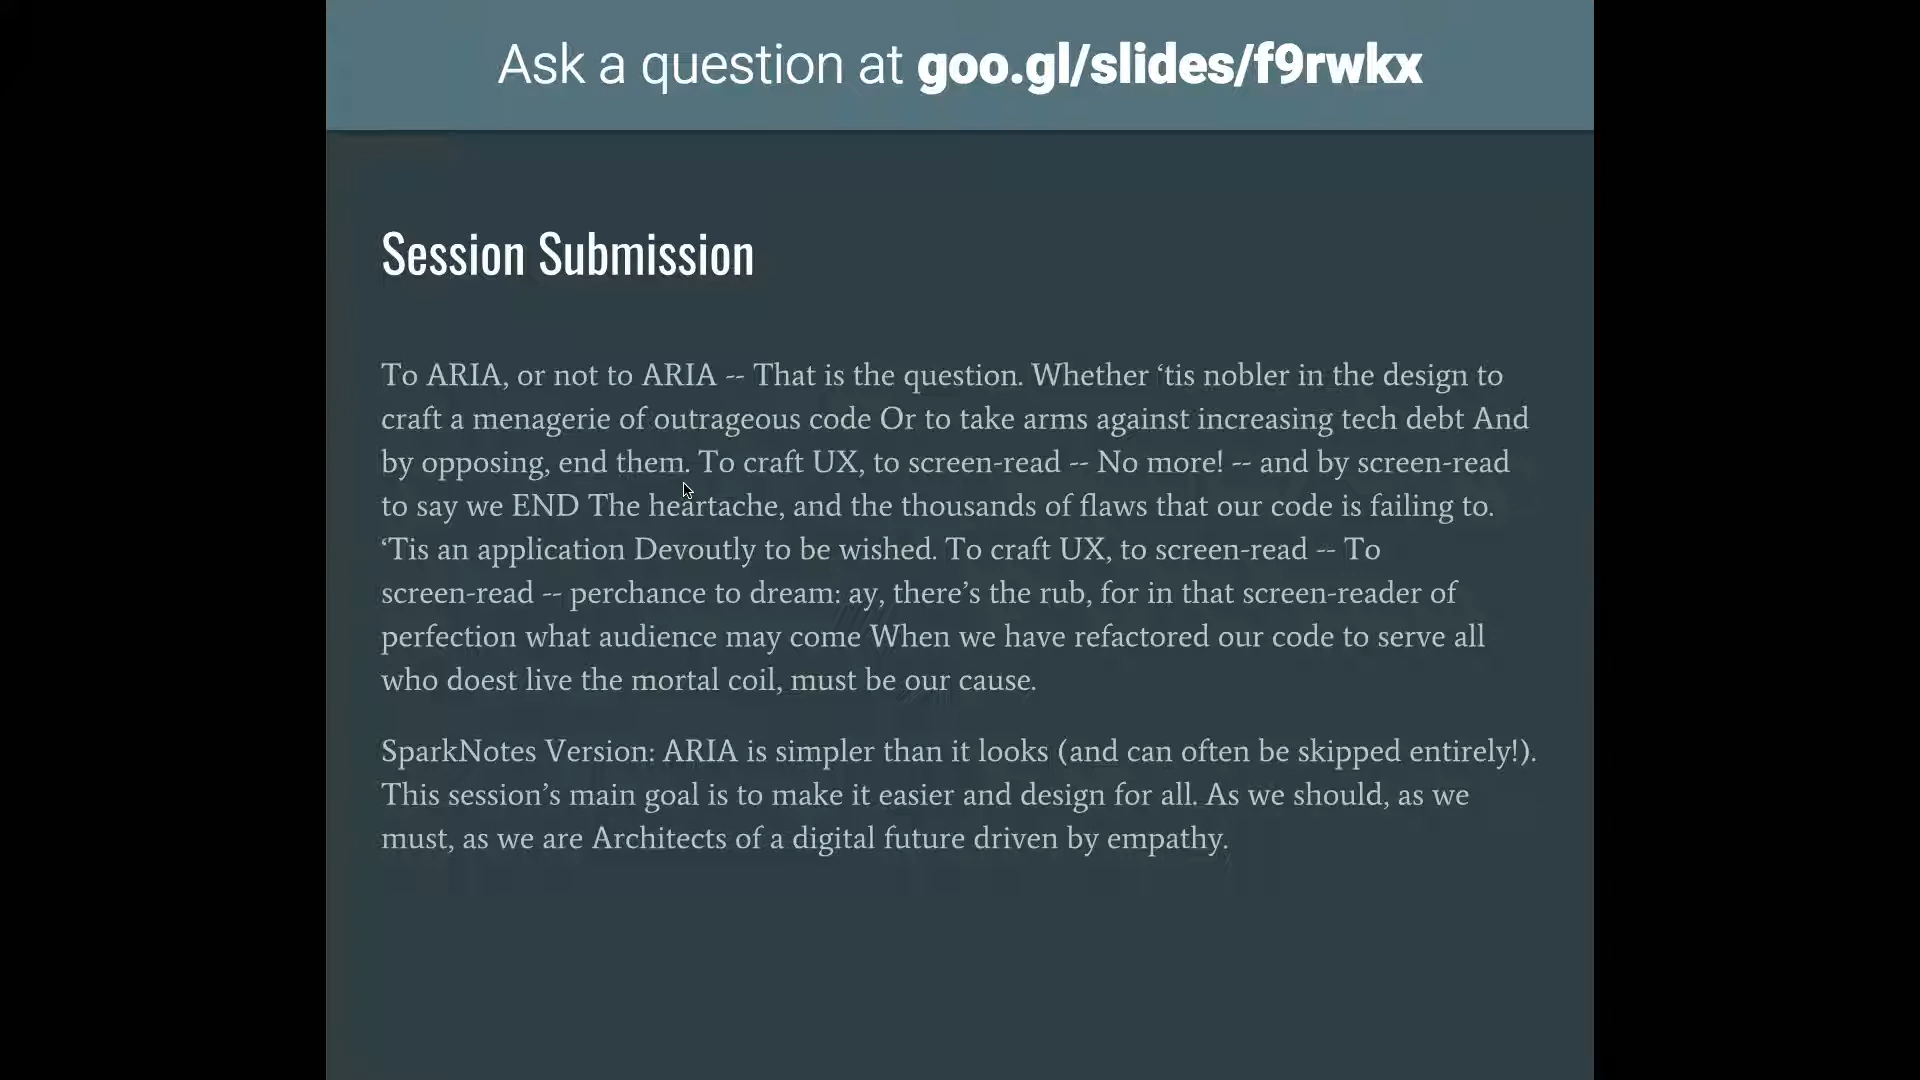 Ask a question at goo.gl/slides/f9rwkx
Session Submission
To ARIA, or not to ARIA -- That is the question. Whether ‘tis nobler in the design to
craft a menagerie of outrageous code Or to take arms against increasing tech debt And
by opposing, end them. To craft UX, to screen-read -- No more! -- and by screen-read
to say we END The heartache, and the thousands of flaws that our code is failing to.
‘Tis an application Devoutly to be wished. To craft UX, to screen-read -- To
screen-read -- perchance to dream: ay, there’s the rub, for in that screen-reader of
perfection what audience may come When we have refactored our code to serve all
who doest live the mortal coil, must be our cause.
SparkNotes Version: ARIA is simpler than it looks (and can often be skipped entirely!).
This session’s main goal is to make it easier and design for all. As we should, as we
must, as we are Architects of a digital future driven by empathy.